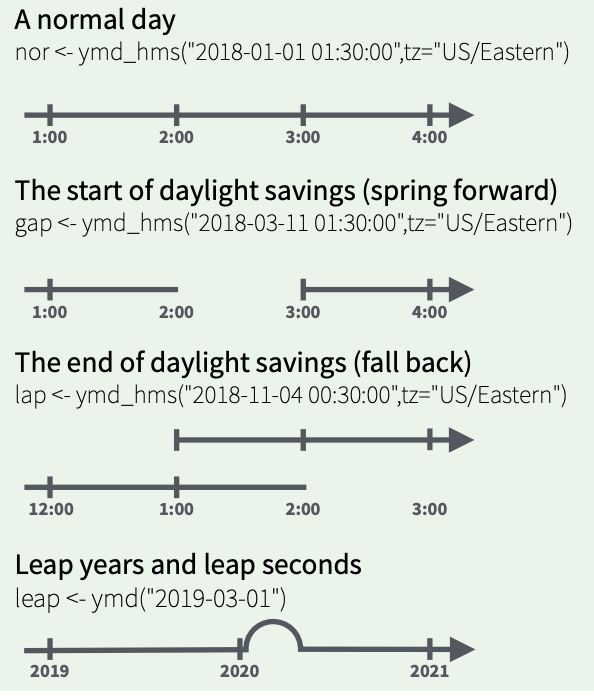 A normal day
nor <- ymd_hms("2018-01-01 01:30:00",tz="US/Eastern")
1:00 2:00 3:00 4:00
The start of daylight savings (spring forward)
gap <- ymd_hms("2018-03-11 01:30:00",tz="US/Eastern")
1:00 2:00 3:00 4:00
The end of daylight savings (fall back)
lap <- ymd_hms("2018-11-04 00:30:00",tz="US/Eastern")
12:00 1:00 2:00 3:00
Leap years and leap seconds
leap <- ymd("2019-03-01")
2019 2020 2021